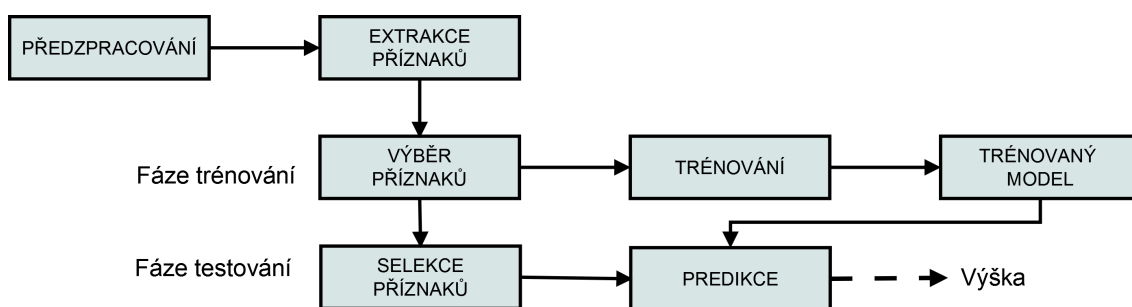 PŘEDZPRACOVÁNÍ
EXTRAKCE
PŘÍZNAKŮ
Fáze trénování
VÝBĚR
PŘÍZNAKŮ
TRÉNOVÁNÍ
TRÉNOVANÝ
MODEL
Fáze testování
SELEKCE
PŘÍZNAKŮ
PREDIKCE
Výška